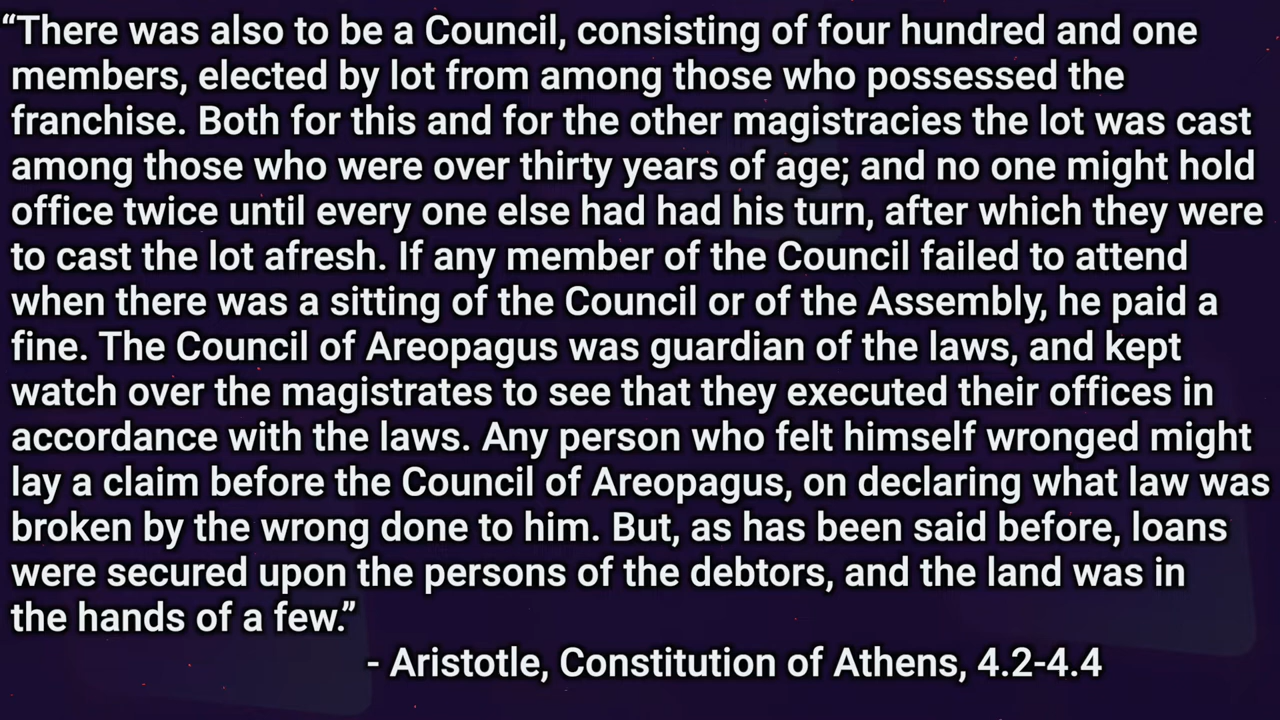 “There was also to be a Council, consisting of four hundred and one
members, elected by lot from among those who possessed the
franchise. Both for this and for the other magistracies the lot was cast
among those who were over thirty years of age; and no one might hold
office twice until every one else had had his turn, after which they were
to cast the lot afresh. If any member of the Council failed to attend
when there was a sitting of the Council or of the Assembly, he paid a
fine. The Council of Areopagus was guardian of the laws, and kept
watch over the magistrates to see that they executed their offices in
accordance with the laws. Any person who felt himself wronged might
lay a claim before the Council of Areopagus, on declaring what law was
broken by the wrong done to him. But, as has been said before, loans
were secured upon the persons of the debtors, and the land was in
the hands of a few.”
- Aristotle, Constitution of Athens, 4.2-4.4